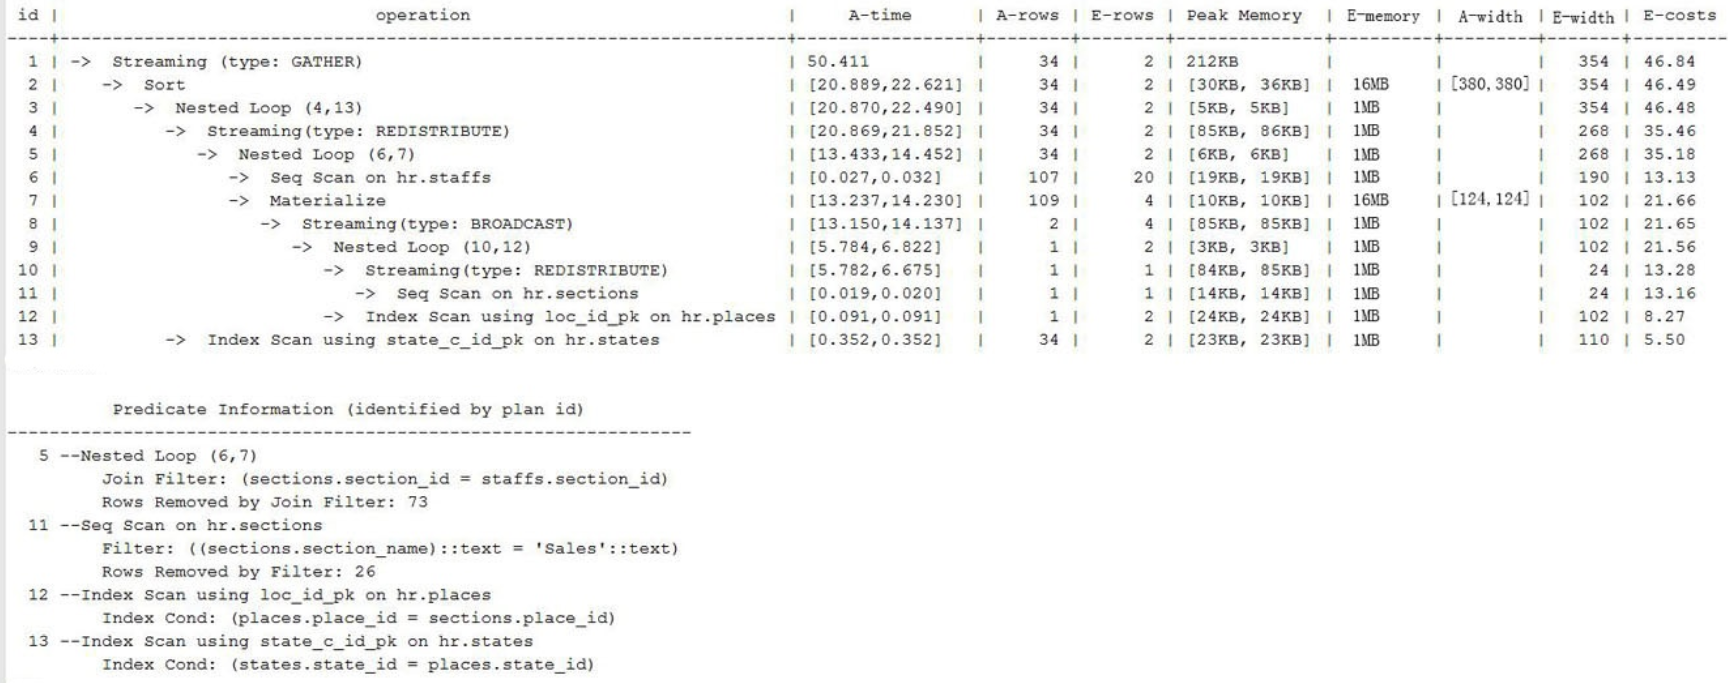 id | operation | A-time | A-rows | E-rows | Peak Memory | E-memory | A-width | E-width | E-costs
----+------------------------------------------------------------------+-----------------+--------+--------+----------------+----------+-----------+---------+---------
1 | -> Streaming (type: GATHER) | 50.411 | 34 | 2 | 212KB | | | 354 | 46.84
2 | -> Sort | [20.889,22.621] | 34 | 2 | [30KB, 36KB] | 16MB | [380,380] | 354 | 46.49
3 | -> Nested Loop (4,13) | [20.870,22.490] | 34 | 2 | [5KB, 5KB] | 1MB | | 354 | 46.48
4 | -> Streaming(type: REDISTRIBUTE) | [20.869,21.852] | 34 | 2 | [85KB, 86KB] | 1MB | | 268 | 35.46
5 | -> Nested Loop (6,7) | [13.433,14.452] | 34 | 2 | [6KB, 6KB] | 1MB | | 268 | 35.18
6 | -> Seq Scan on hr.staffs | [0.027,0.032] | 107 | 20 | [19KB, 19KB] | 1MB | | 190 | 13.13
7 | -> Materialize | [13.237,14.230] | 109 | 4 | [10KB, 10KB] | 16MB | [124,124] | 102 | 21.66
8 | -> Streaming(type: BROADCAST) | [13.150,14.137] | 2 | 4 | [85KB, 85KB] | 1MB | | 102 | 21.65
9 | -> Nested Loop (10,12) | [5.784,6.822] | 1 | 2 | [3KB, 3KB] | 1MB | | 102 | 21.56
10 | -> Streaming(type: REDISTRIBUTE) | [5.782,6.675] | 1 | 1 | [84KB, 85KB] | 1MB | | 24 | 13.28
11 | -> Seq Scan on hr.sections | [0.019,0.020] | 1 | 1 | [14KB, 14KB] | 1MB | | 24 | 13.16
12 | -> Index Scan using loc_id_pk on hr.places | [0.091,0.091] | 1 | 2 | [24KB, 24KB] | 1MB | | 102 | 8.27
13 | -> Index Scan using state_c_id_pk on hr.states | [0.352,0.352] | 34 | 2 | [23KB, 23KB] | 1MB | | 110 | 5.50
Predicate Information (identified by plan id)
-----------------------------------------------------------------
5 --Nested Loop (6,7)
Join Filter: (sections.section_id = staffs.section_id)
Rows Removed by Join Filter: 73
11 --Seq Scan on hr.sections
Filter: ((sections.section_name)::text = 'Sales'::text)
Rows Removed by Filter: 26
12 --Index Scan using loc_id_pk on hr.places
Index Cond: (places.place_id = sections.place_id)
13 --Index Scan using state_c_id_pk on hr.states
Index Cond: (states.state_id = places.state_id)